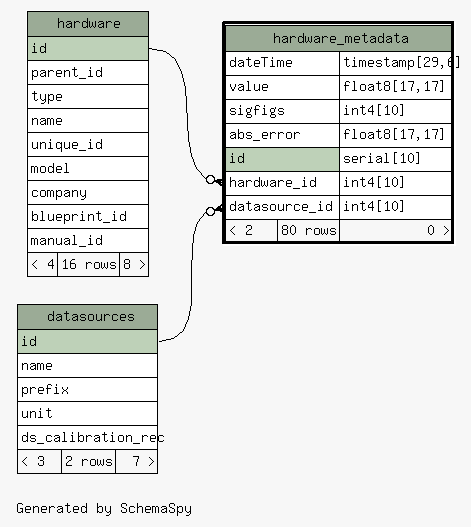 hardware
id
parent_id
type
name
unique_id
model
company
blueprint_id
manual_id
< 4 16 rows 8 >
hardware_metadata
dateTime timestamp[29,6]
value float8[17,17]
sigfigs int4[10]
abs_error float8[17,17]
id serial[10]
hardware_id int4[10]
datasource_id int4[10]
< 2 80 rows 0 >
datasources
id
name
prefix
unit
ds_calibration_rec
< 3 2 rows 7 >
Generated by SchemaSpy